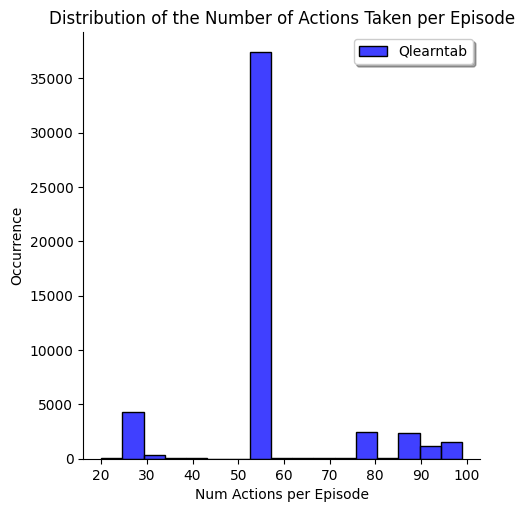 Distribution of the Number of Actions Taken per Episode
Qlearntab
35000
30000
25000
20000
15000
10000
5000
0
Occurrence
20 30 40 50 60 70 80 90 100
Num Actions per Episode